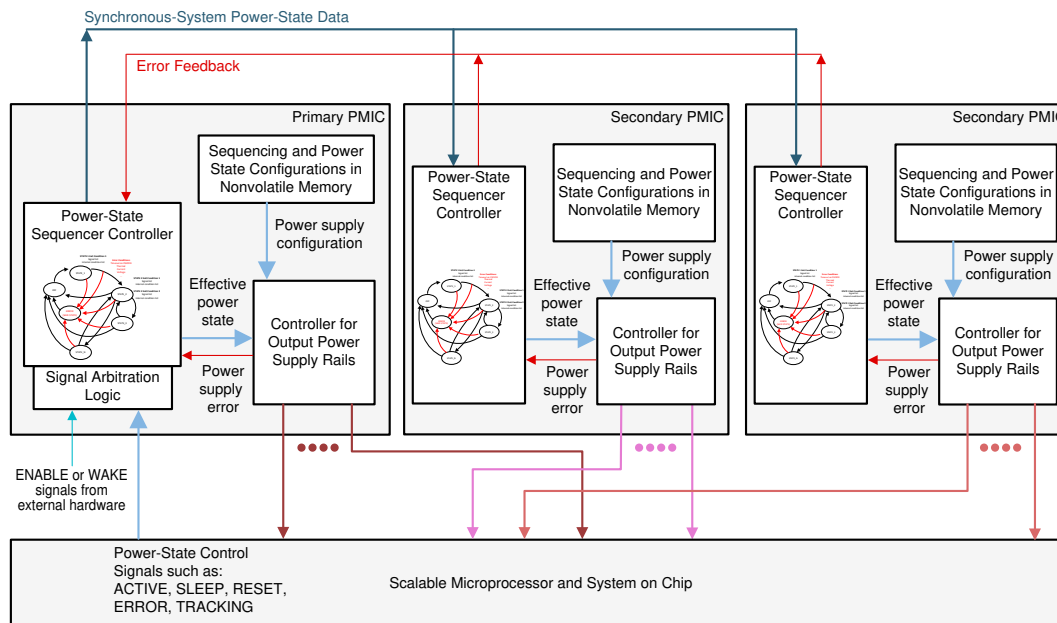 Synchronous-System Power-State Data
Error Feedback
Primary PMIC
Sequencing and Power
State Configurations in
Nonvolatile Memory
Power-State
Sequencer Controller
Power supply
configuration
Effective
power
state
Controller for
Output Power
Supply Rails
Power
supply
error
Signal Arbitration
Logic
ENABLE or WAKE
signals from
external hardware
Secondary PMIC
Sequencing and Power
State Configurations in
Nonvolatile Memory
Power-State
Sequencer
Controller
Power supply
configuration
Effective
power
state
Controller for
Output Power
Supply Rails
Power
supply
error
Secondary PMIC
Sequencing and Power
State Configurations in
Nonvolatile Memory
Power-State
Sequencer
Controller
Power supply
configuration
Effective
power
state
Controller for
Output Power
Supply Rails
Power
supply
error
Power-State Control
Signals such as:
ACTIVE, SLEEP, RESET,
ERROR, TRACKING
Scalable Microprocessor and System on Chip